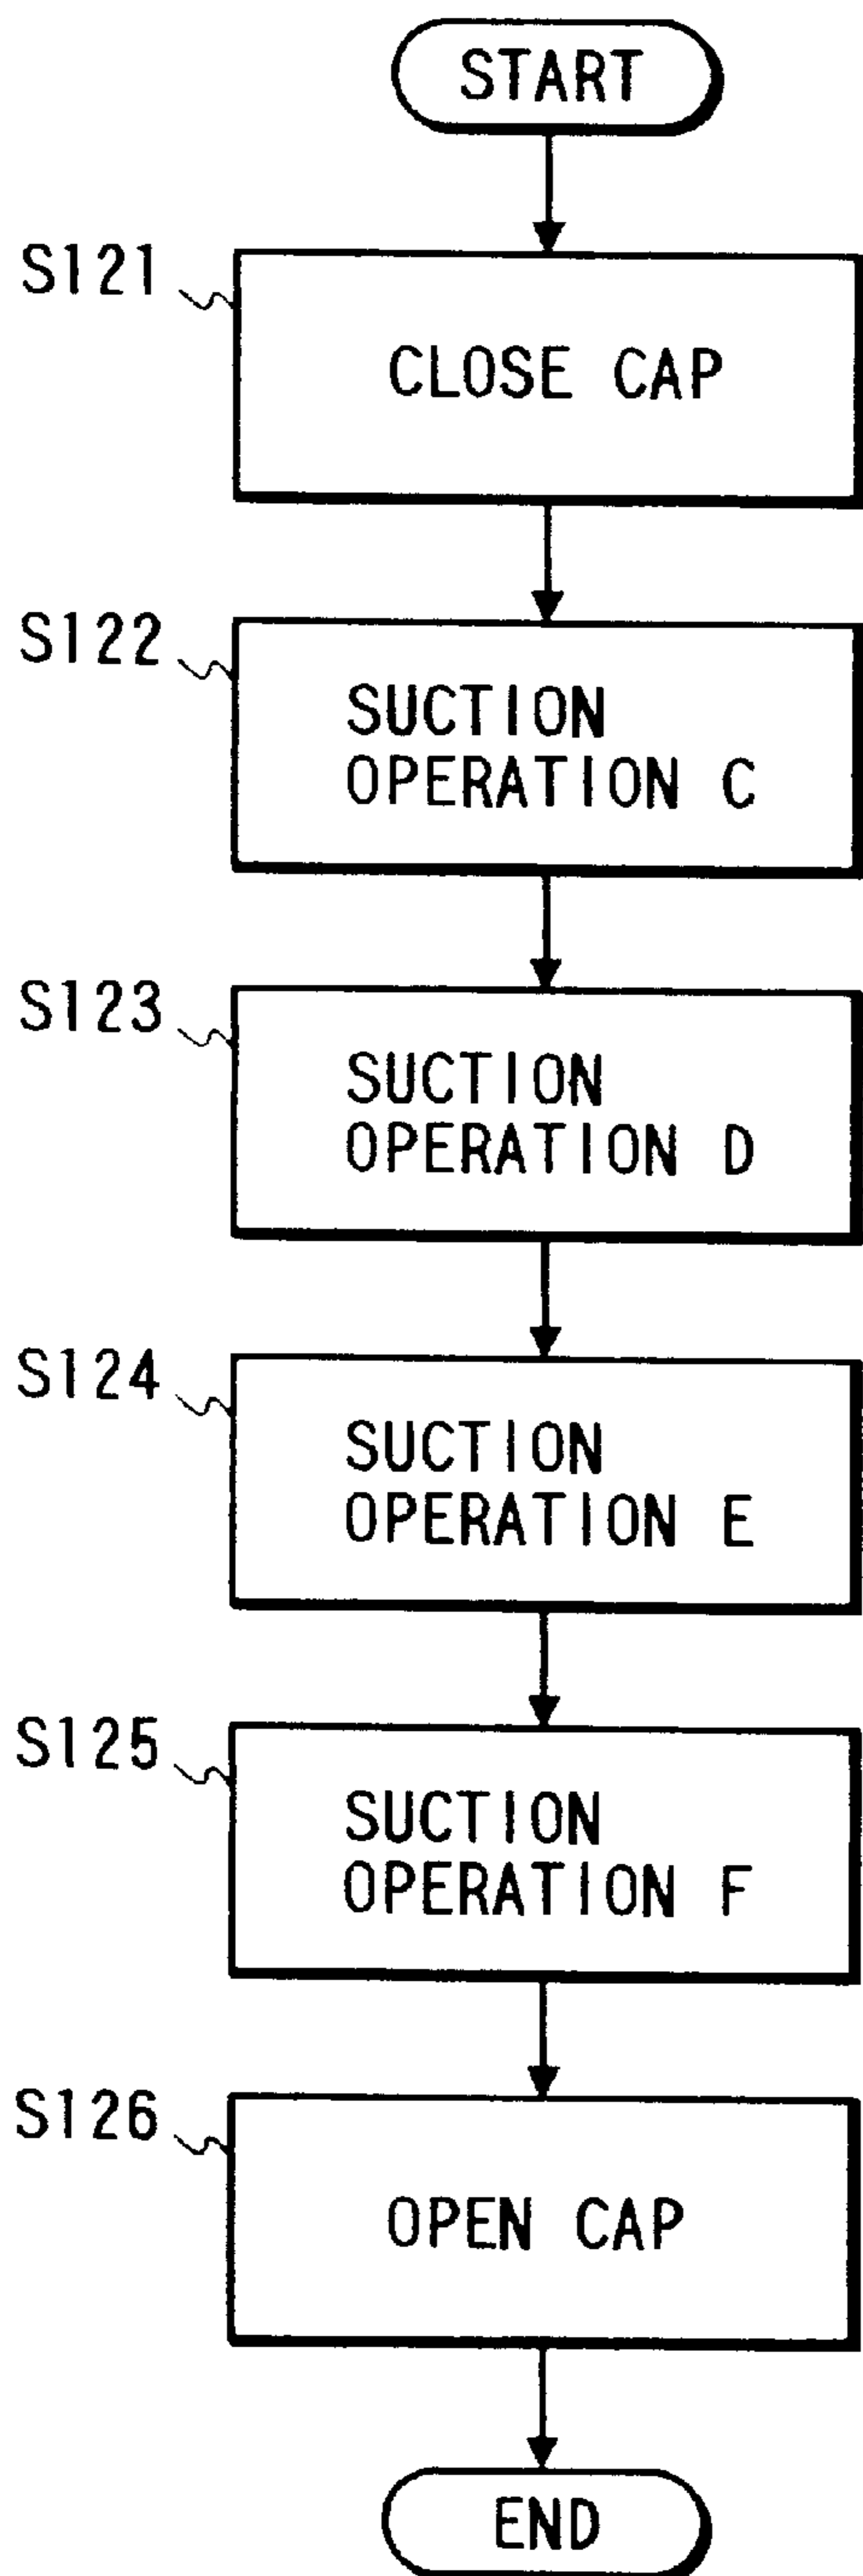 START
S121
CLOSE CAP
S122
SUCTION
OPERATION C
S123
SUCTION
OPERATION D
S124
SUCTION
OPERATION E
S125
SUCTION
OPERATION F
S126
OPEN CAP
END